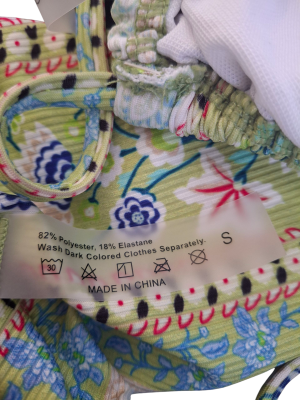 82% Polyester, 18% Elastane
Wash Dark Colored Clothes Separately.
S
30
MADE IN CHINA